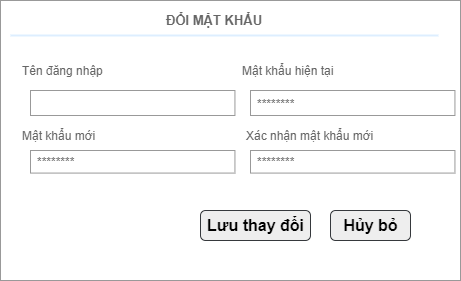 ĐỔI MẬT KHẨU
Tên đăng nhập
Mật khẩu hiện tại
********
Mật khẩu mới
Xác nhận mật khẩu mới
********
********
Lưu thay đổi
Hủy bỏ